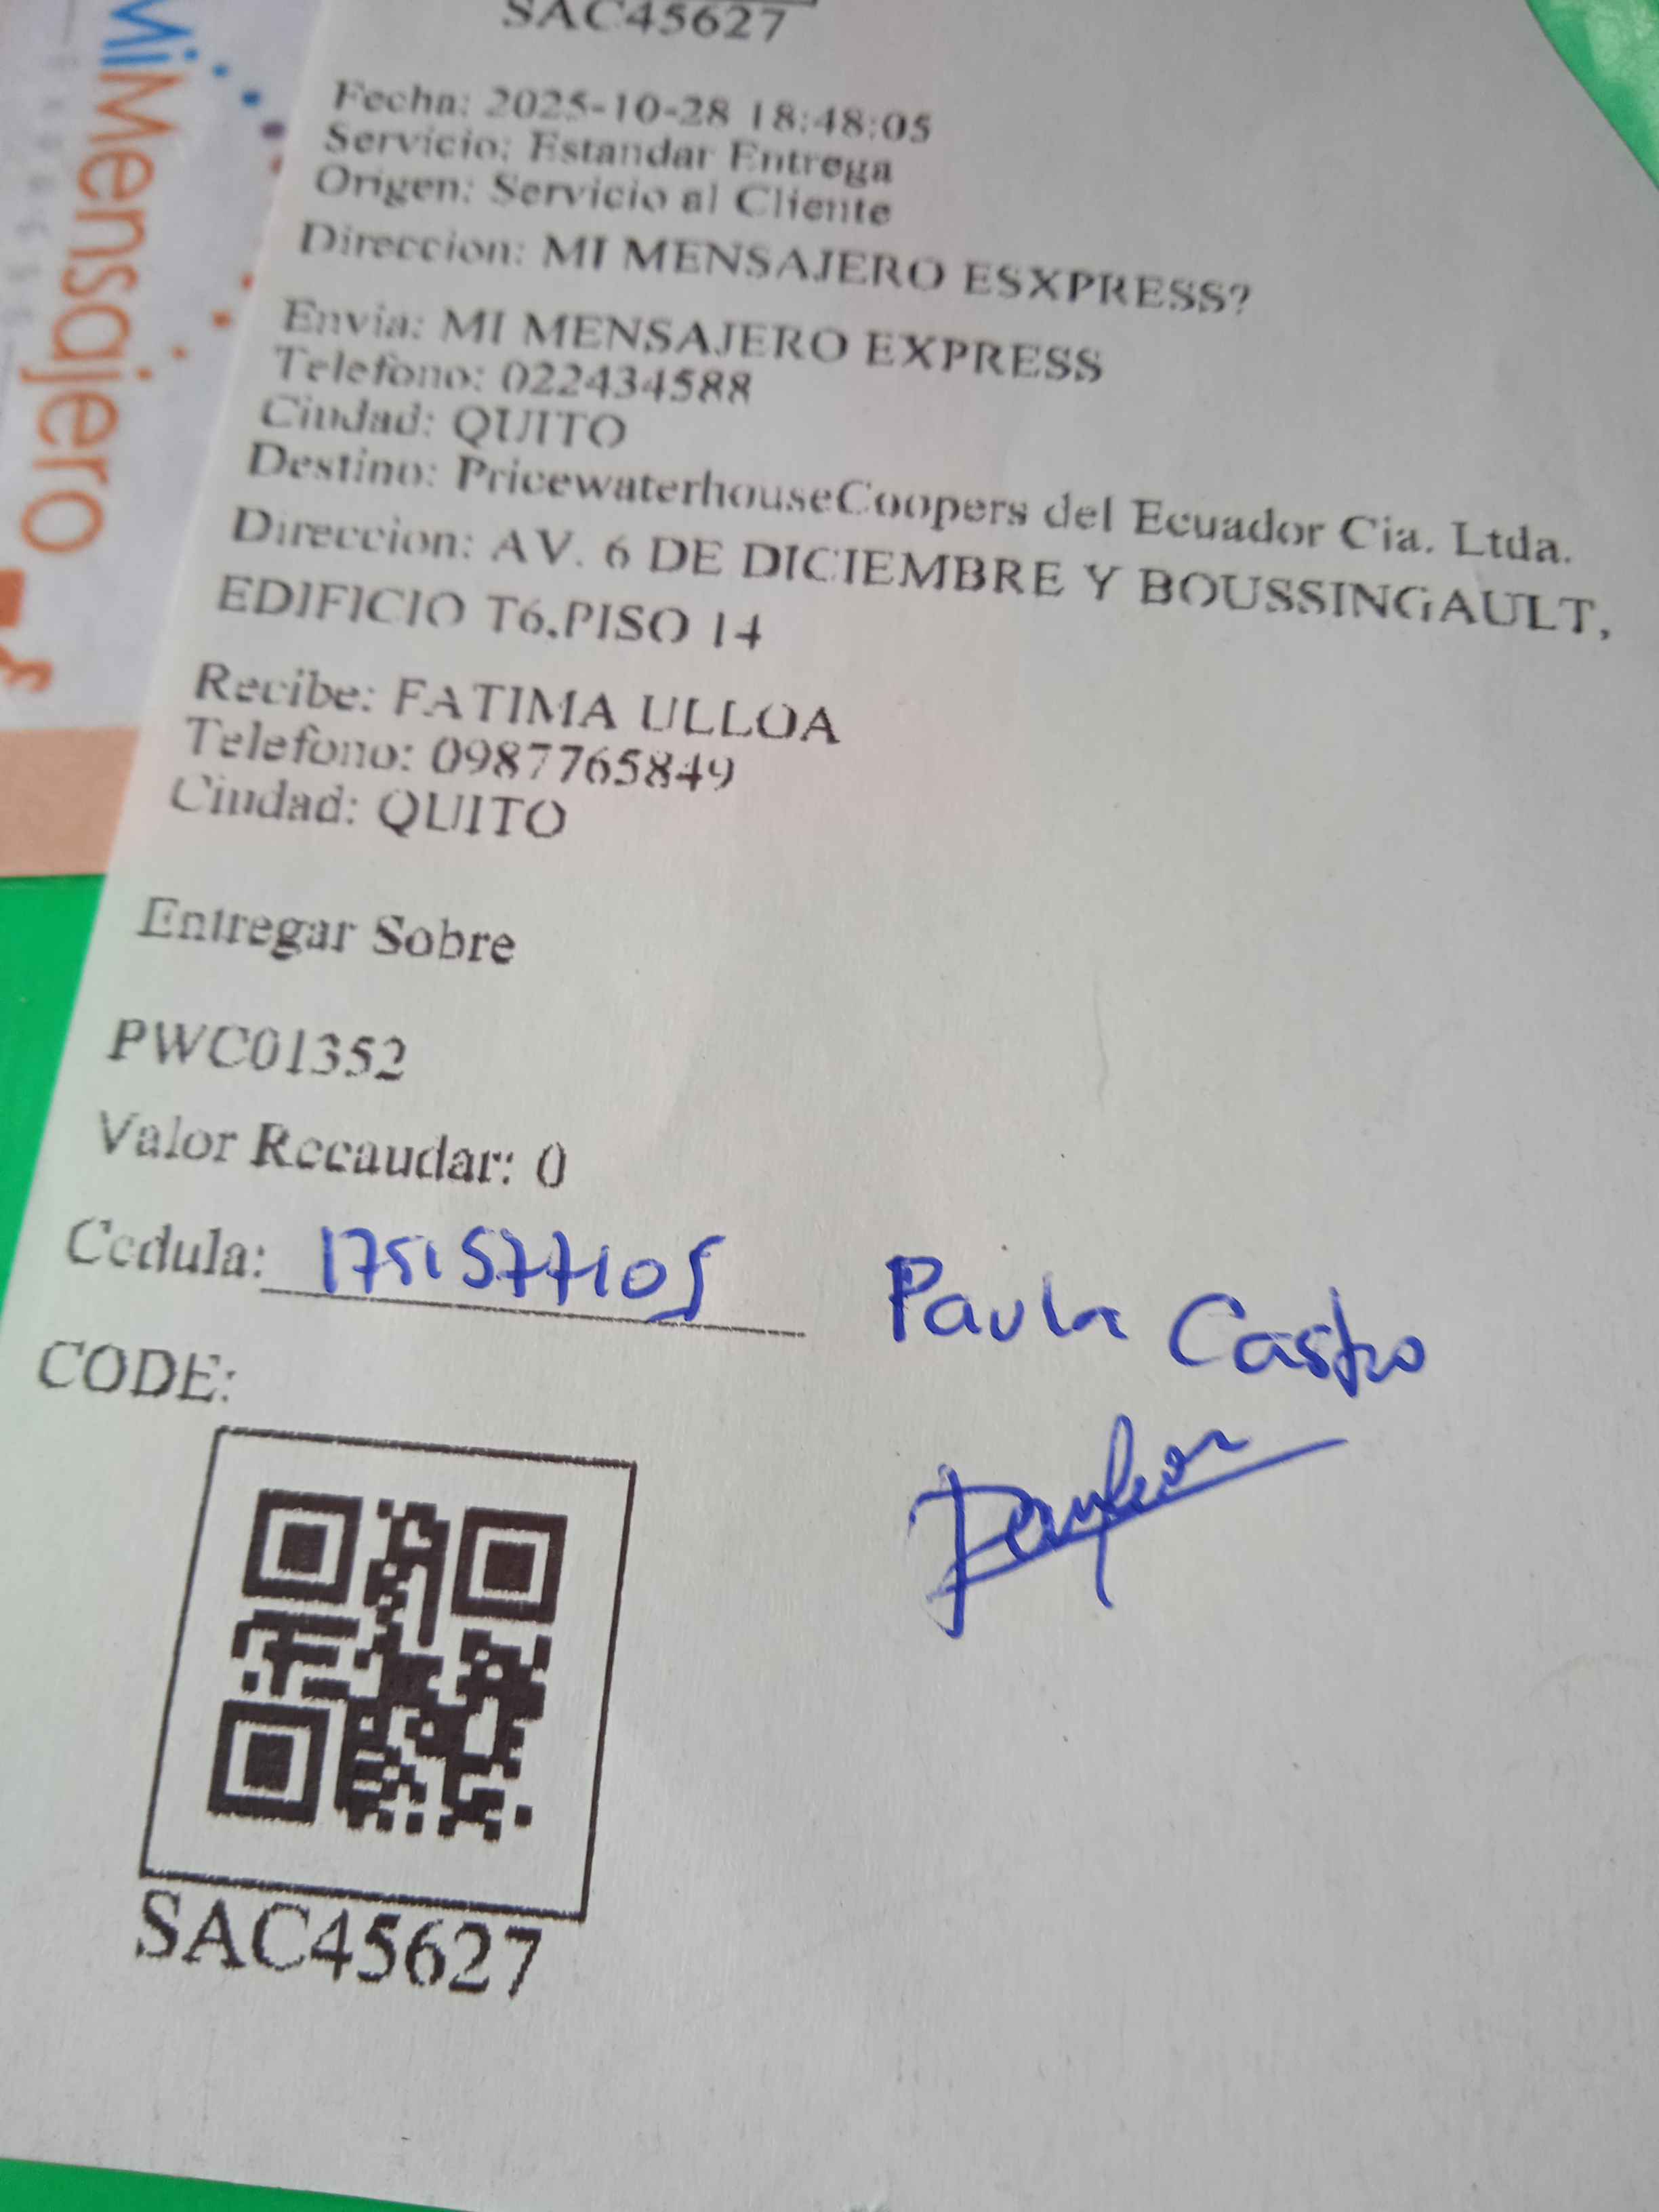 SAC45627
MiMensajero
Fecha: 2025-10-28 18:48:05
Servicio: Estandar Entrega
Origen: Servicio al Cliente
Direccion: MI MENSAJERO ESXPRESS?
Envia: MI MENSAJERO EXPRESS
Telefono: 022434588
Ciudad: QUITO
Destino: PricewaterhouseCoopers del Ecuador Cia. Ltda.
Direccion: AV. 6 DE DICIEMBRE Y BOUSSINGAULT,
EDIFICIO T6.PISO 14
Recibe: FATIMA ULLOA
Telefono: 0987765849
Ciudad: QUITO
Entregar Sobre
PWC01352
Valor Recaudar: 0
Cedula: 1751577105 Paula Castro
CODE:
SAC45627